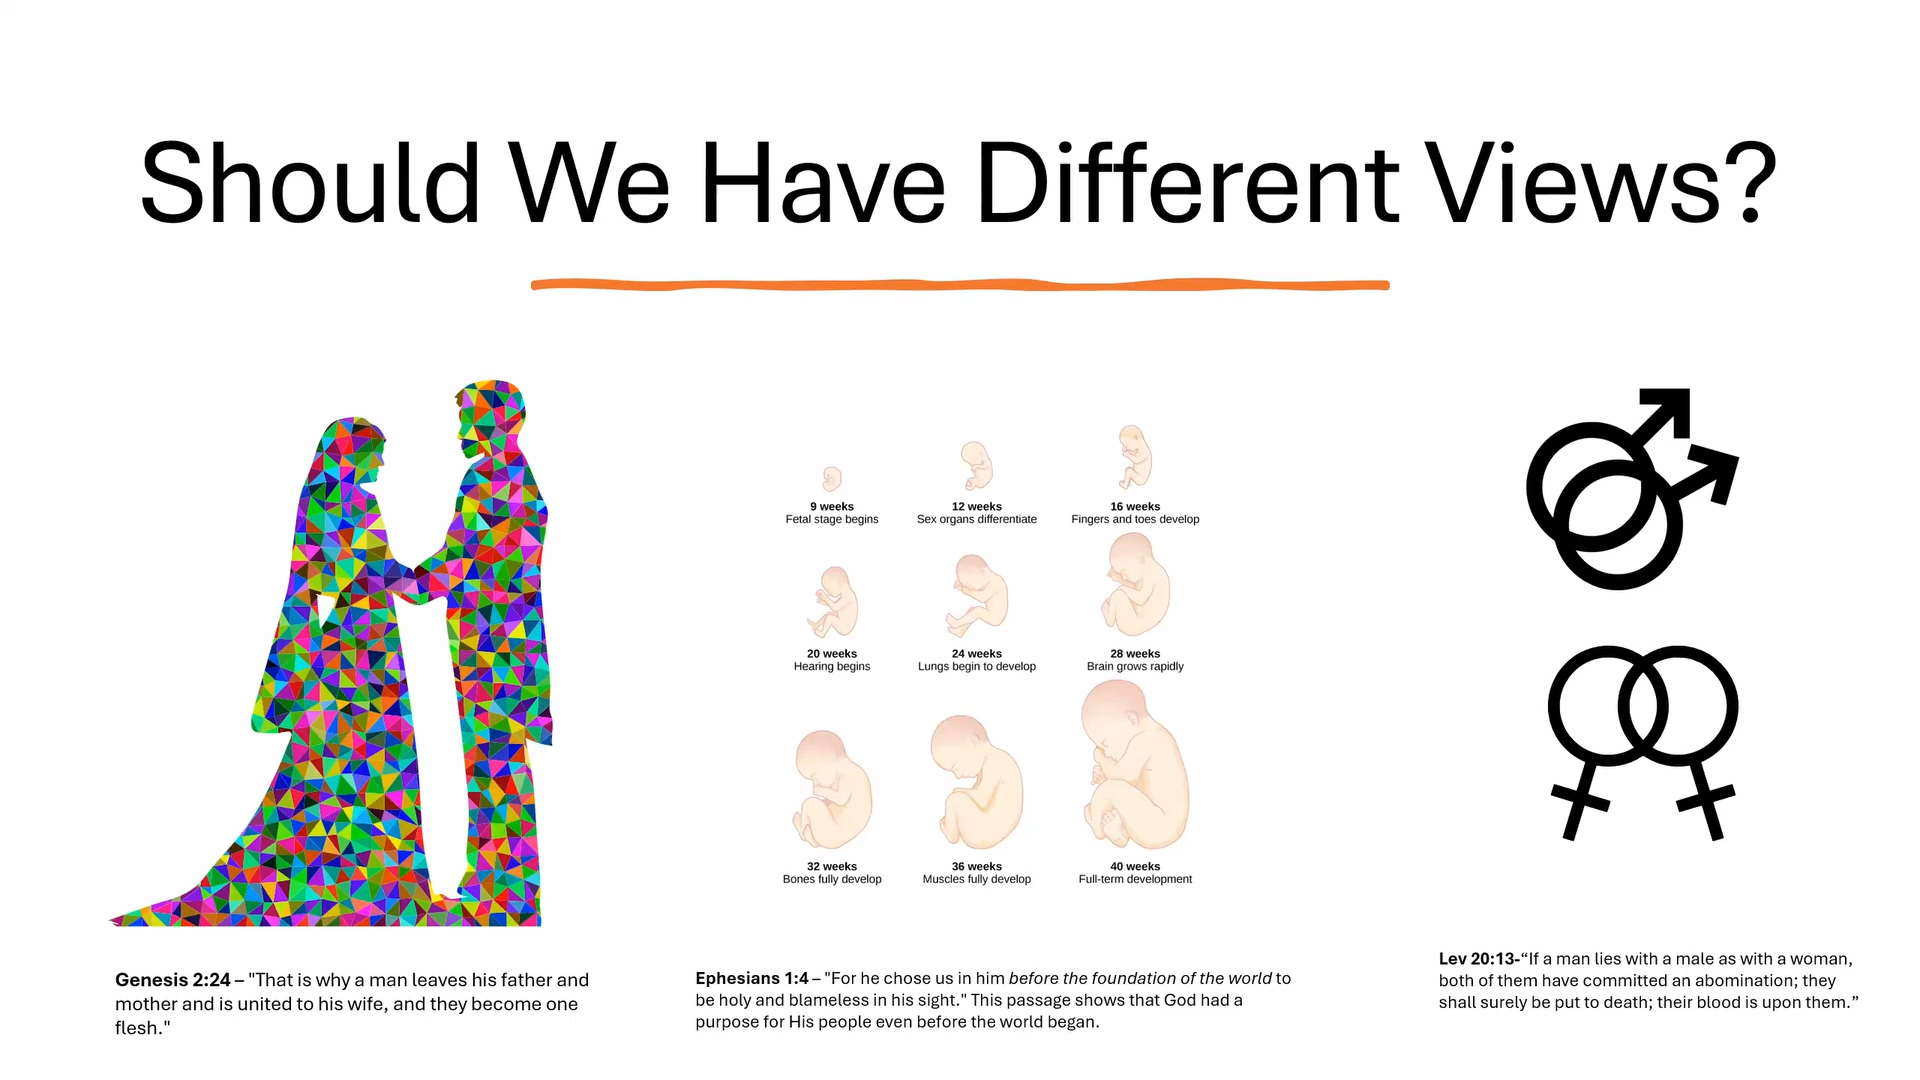 Should We Have Different Views?
9 weeks
Fetal stage begins
12 weeks
Sex organs differentiate
16 weeks
Fingers and toes develop
20 weeks
Hearing begins
24 weeks
Lungs begin to develop
28 weeks
Brain grows rapidly
32 weeks
Bones fully develop
36 weeks
Muscles fully develop
40 weeks
Full-term development
Genesis 2:24 – "That is why a man leaves his father and
mother and is united to his wife, and they become one
flesh."
Ephesians 1:4 – "For he chose us in him before the foundation of the world to
be holy and blameless in his sight." This passage shows that God had a
purpose for His people even before the world began.
Lev 20:13-“If a man lies with a male as with a woman,
both of them have committed an abomination; they
shall surely be put to death; their blood is upon them.”